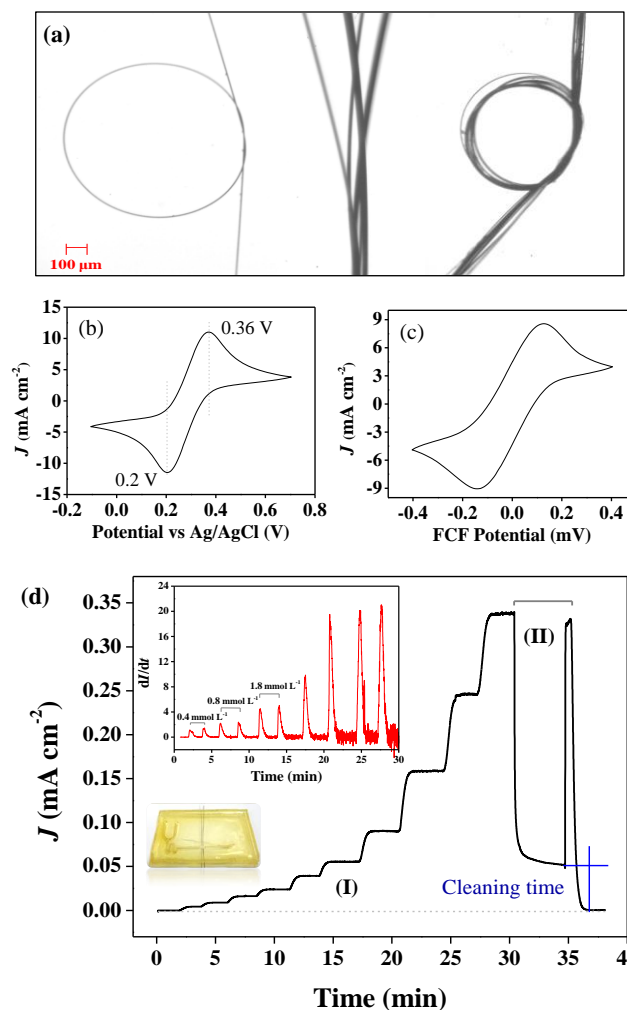 (a)
100 µm
15
10
5
0
-5
-10
-15
J (mA cm-2)
(b)
0.36 V
0.2 V
-0.2 0.0 0.2 0.4 0.6 0.8
Potential vs Ag/AgCl (V)
9
6
3
0
-3
-6
-9
J (mA cm-2)
(c)
-0.4 -0.2 0.0 0.2 0.4
FCF Potential (mV)
(d)
0.35
0.30
0.25
0.20
0.15
0.10
0.05
0.00
J (mA cm-2)
24
20
16
12
8
4
0
dI/dt
0.4 mmol L-1
0.8 mmol L-1
1.8 mmol L-1
0 5 10 15 20 25 30
Time (min)
(II)
(I)
Cleaning time
0 5 10 15 20 25 30 35 4
Time (min)